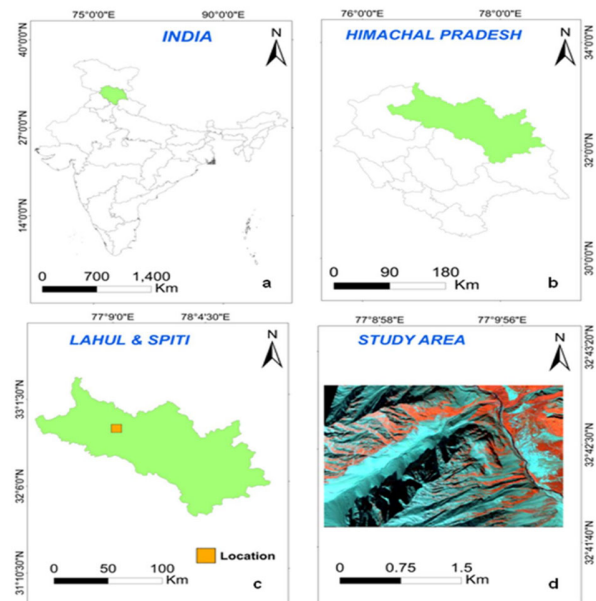 75°0'0"E 90°0'0"E
INDIA
N
40°0'0"N
27°0'0"N
14°0'0"N
0 700 1,400
Km
a
76°0'0"E 78°0'0"E
HIMACHAL PRADESH
N
34°0'0"N
32°0'0"N
30°0'0"N
0 90 180
Km
b
77°9'0"E 78°4'30"E
LAHUL & SPITI
N
33°1'30"N
32°6'0"N
31°10'30"N
Location
0 50 100
Km
c
77°8'58"E 77°9'56"E
STUDY AREA
N
32°43'20"N
32°42'30"N
32°41'40"N
0 0.75 1.5
Km
d